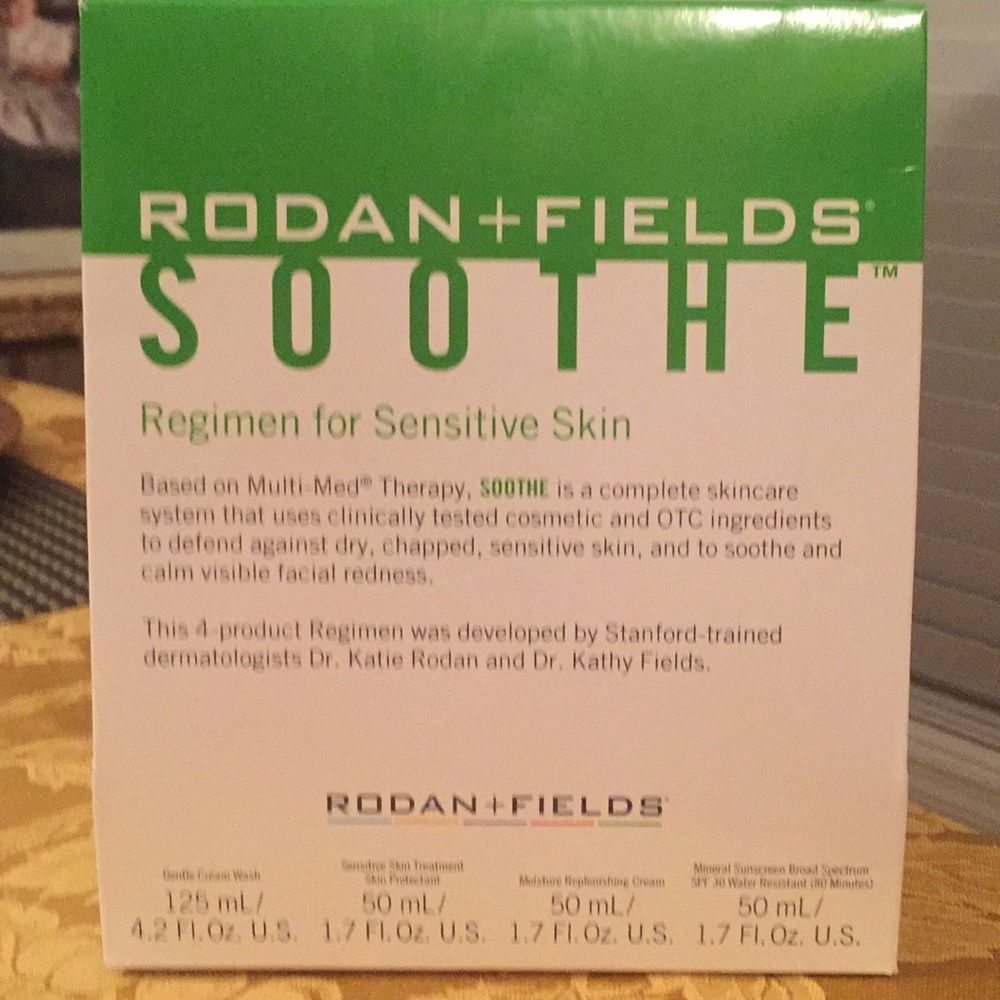 RODAN+FIELDS®
SOOTHE™
Regimen for Sensitive Skin
Based on Multi-Med® Therapy, SOOTHE is a complete skincare
system that uses clinically tested cosmetic and OTC ingredients
to defend against dry, chapped, sensitive skin, and to soothe and
calm visible facial redness.
This 4-product Regimen was developed by Stanford-trained
dermatologists Dr. Katie Rodan and Dr. Kathy Fields.
RODAN+FIELDS®
Gentle Cream Wash
125 mL/
4.2 Fl. Oz. U.S.
Sensitive Skin Treatment
Skin Protectant
50 mL/
1.7 Fl. Oz. U.S.
Moisture Replenishing Cream
50 mL/
1.7 Fl. Oz. U.S.
Mineral Sunscreen Broad Spectrum
SPF 30 Water Resistant (80 Minutes)
50 mL/
1.7 Fl. Oz. U.S.